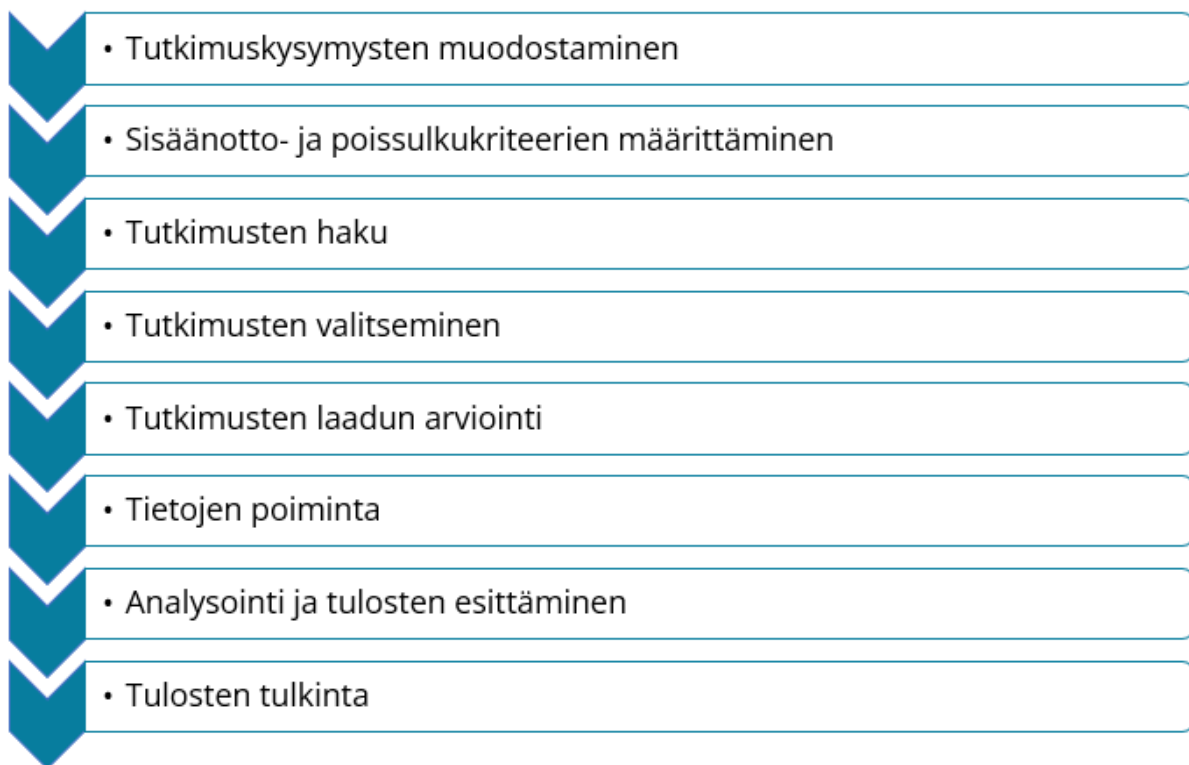 • Tutkimuskysymysten muodostaminen
• Sisäänotto- ja poissulkukriteerien määrittäminen
• Tutkimusten haku
• Tutkimusten valitseminen
• Tutkimusten laadun arviointi
• Tietojen poiminta
• Analysointi ja tulosten esittäminen
• Tulosten tulkinta